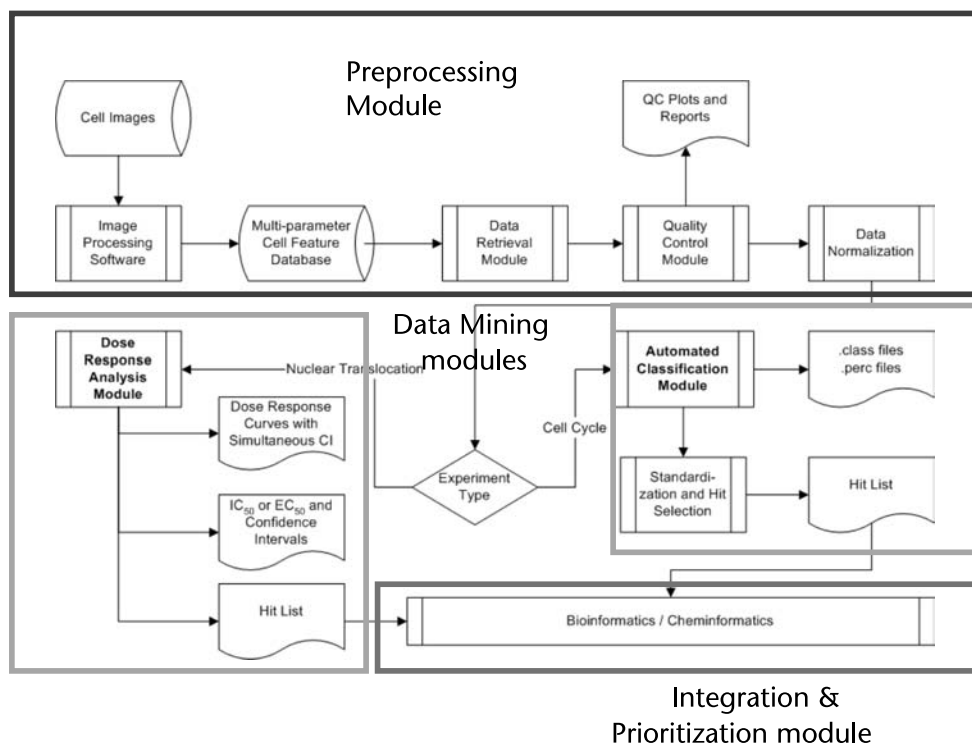 Preprocessing
Module
Cell Images
QC Plots and
Reports
Image
Processing
Software
Multi-parameter
Cell Feature
Database
Data
Retrieval
Module
Quality
Control
Module
Data
Normalization
Data Mining
modules
Dose
Response
Analysis
Module
Nuclear Translocation
Automated
Classification
Module
.class files
.perc files
Dose Response
Curves with
Simultaneous CI
Cell Cycle
Experiment
Type
Standardi-
zation and Hit
Selection
Hit List
IC50 or EC50 and
Confidence
Intervals
Hit List
Bioinformatics / Cheminformatics
Integration &
Prioritization module